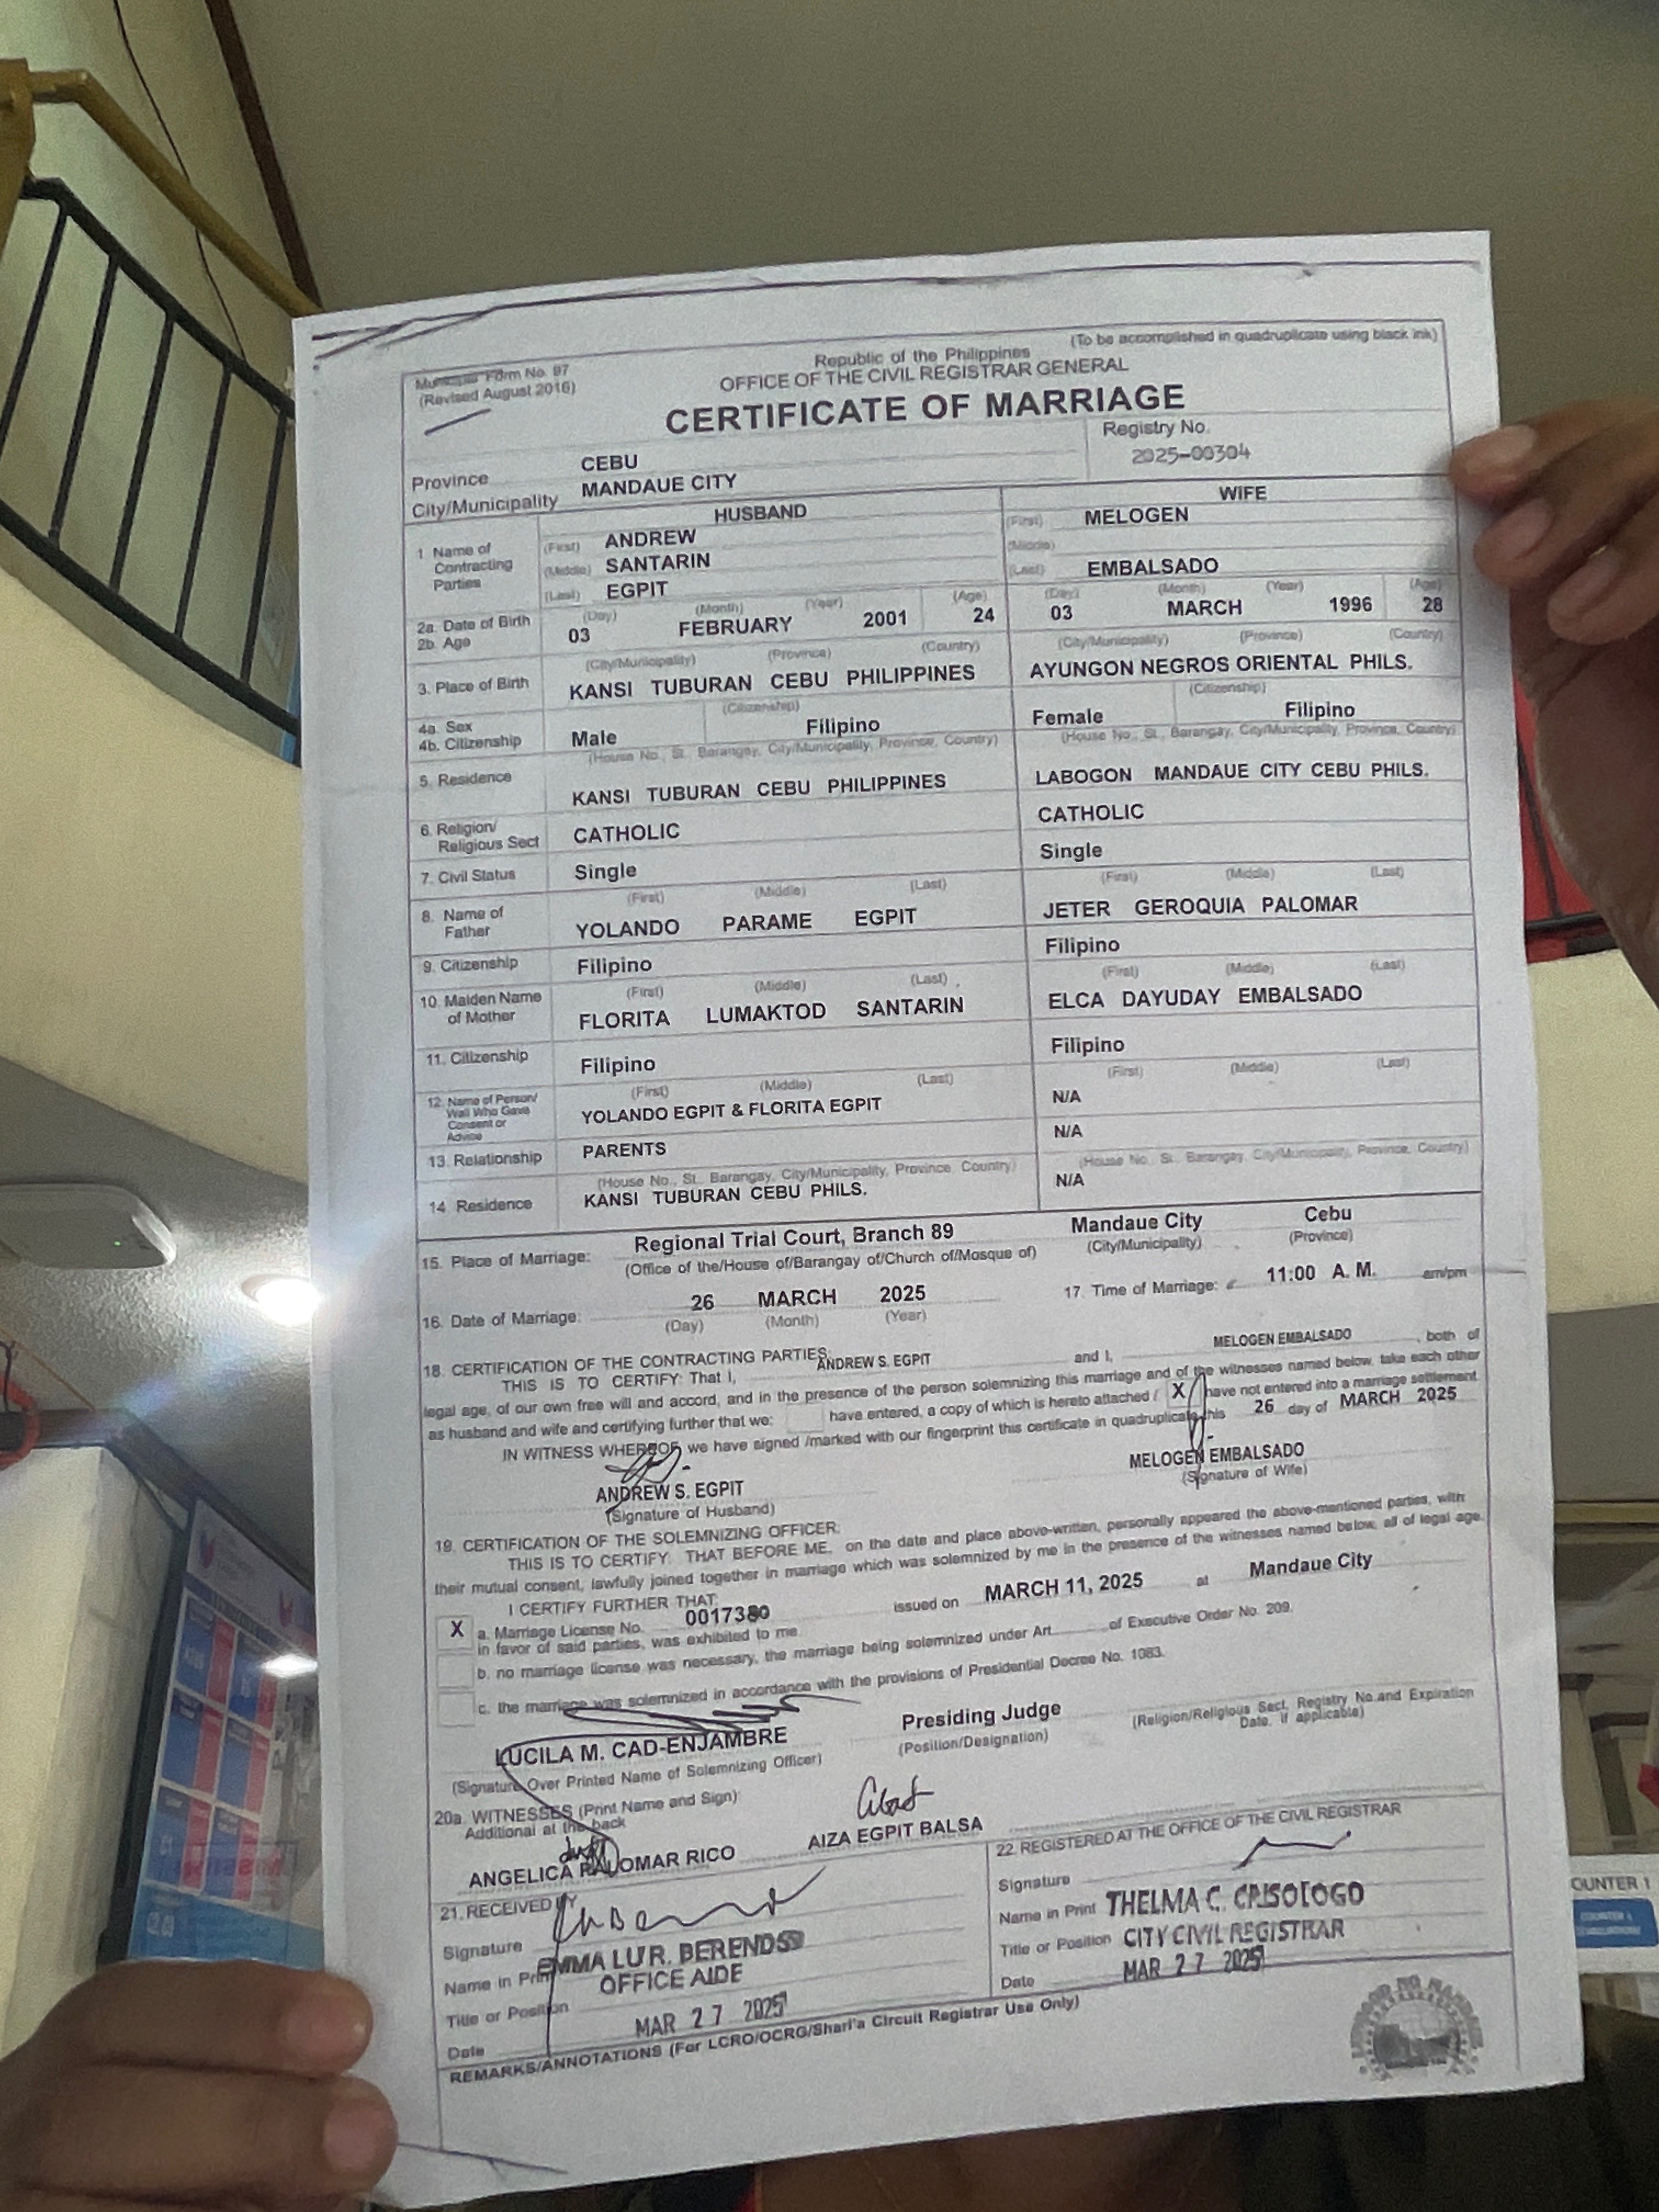 (To be accomplished in quadruplicate using black ink)
Municipal Form No. 97
(Revised August 2016)
Republic of the Philippines
OFFICE OF THE CIVIL REGISTRAR GENERAL
CERTIFICATE OF MARRIAGE
Province CEBU
City/Municipality MANDAUE CITY
Registry No.
2025-00304
HUSBAND WIFE
1 Name of Contracting Parties
(First) ANDREW (First) MELOGEN
(Middle) SANTARIN (Middle)
(Last) EGPIT (Last) EMBALSADO
2a. Date of Birth
2b. Age
(Day) (Month) (Year) (Age) (Day) (Month) (Year) (Age)
03 FEBRUARY 2001 24 03 MARCH 1996 28
3. Place of Birth
(City/Municipality) (Province) (Country) (City/Municipality) (Province) (Country)
KANSI TUBURAN CEBU PHILIPPINES AYUNGON NEGROS ORIENTAL PHILS.
4a. Sex
4b. Citizenship
(Citizenship) (Citizenship)
Male Filipino Female Filipino
5. Residence
(House No., St. Barangay, City/Municipality, Province, Country) (House No., St., Barangay, City/Municipality, Province, Country)
KANSI TUBURAN CEBU PHILIPPINES LABOGON MANDAUE CITY CEBU PHILS.
6. Religion/
Religious Sect CATHOLIC CATHOLIC
7. Civil Status Single Single
8. Name of
Father
(First) (Middle) (Last) (First) (Middle) (Last)
YOLANDO PARAME EGPIT JETER GEROQUIA PALOMAR
9. Citizenship Filipino Filipino
10. Maiden Name
of Mother
(First) (Middle) (Last) (First) (Middle) (Last)
FLORITA LUMAKTOD SANTARIN ELCA DAYUDAY EMBALSADO
11. Citizenship Filipino Filipino
12. Name of Person/
Wali Who Gave
Consent or
Advice
(First) (Middle) (Last) (First) (Middle) (Last)
YOLANDO EGPIT & FLORITA EGPIT N/A
13. Relationship PARENTS N/A
14. Residence
(House No., St. Barangay, City/Municipality, Province, Country) (House No., St. Barangay, City/Municipality, Province, Country)
KANSI TUBURAN CEBU PHILS. N/A
15. Place of Marriage: Regional Trial Court, Branch 89 Mandaue City Cebu
(Office of the/House of/Barangay of/Church of/Mosque of) (City/Municipality) (Province)
16. Date of Marriage: 26 MARCH 2025 17. Time of Marriage: 11:00 A. M. am/pm
(Day) (Month) (Year)
18. CERTIFICATION OF THE CONTRACTING PARTIES:
THIS IS TO CERTIFY: That I, ANDREW S. EGPIT and I, MELOGEN EMBALSADO, both of
legal age, of our own free will and accord, and in the presence of the person solemnizing this marriage and of the witnesses named below, take each other
as husband and wife and certifying further that we: have entered, a copy of which is hereto attached / X have not entered into a marriage settlement.
IN WITNESS WHEREOF, we have signed /marked with our fingerprint this certificate in quadruplicate this 26 day of MARCH 2025
ANDREW S. EGPIT MELOGEN EMBALSADO
(Signature of Husband) (Signature of Wife)
19. CERTIFICATION OF THE SOLEMNIZING OFFICER:
THIS IS TO CERTIFY: THAT BEFORE ME, on the date and place above-written, personally appeared the above-mentioned parties, with
their mutual consent, lawfully joined together in marriage which was solemnized by me in the presence of the witnesses named below, all of legal age.
I CERTIFY FURTHER THAT:
X a. Marriage License No. 0017380 issued on MARCH 11, 2025 at Mandaue City
in favor of said parties, was exhibited to me.
b. no marriage license was necessary, the marriage being solemnized under Art. of Executive Order No. 209.
c. the marriage was solemnized in accordance with the provisions of Presidential Decree No. 1083.
LUCILA M. CAD-ENJAMBRE Presiding Judge
(Signature Over Printed Name of Solemnizing Officer) (Position/Designation) (Religion/Religious Sect, Registry No. and Expiration Date, if applicable)
20a. WITNESSES (Print Name and Sign):
Additional at the back
ANGELICA PALOMAR RICO AIZA EGPIT BALSA
21. RECEIVED BY
Signature
Name in Print EMMA LU R. BERENDSO
Title or Position OFFICE AIDE
Date MAR 27 2025
22. REGISTERED AT THE OFFICE OF THE CIVIL REGISTRAR
Signature
Name in Print THELMA C. CRISOLOGO
Title or Position CITY CIVIL REGISTRAR
Date MAR 27 2025
REMARKS/ANNOTATIONS (For LCRO/OCRG/Shari'a Circuit Registrar Use Only)
OUNTER 1